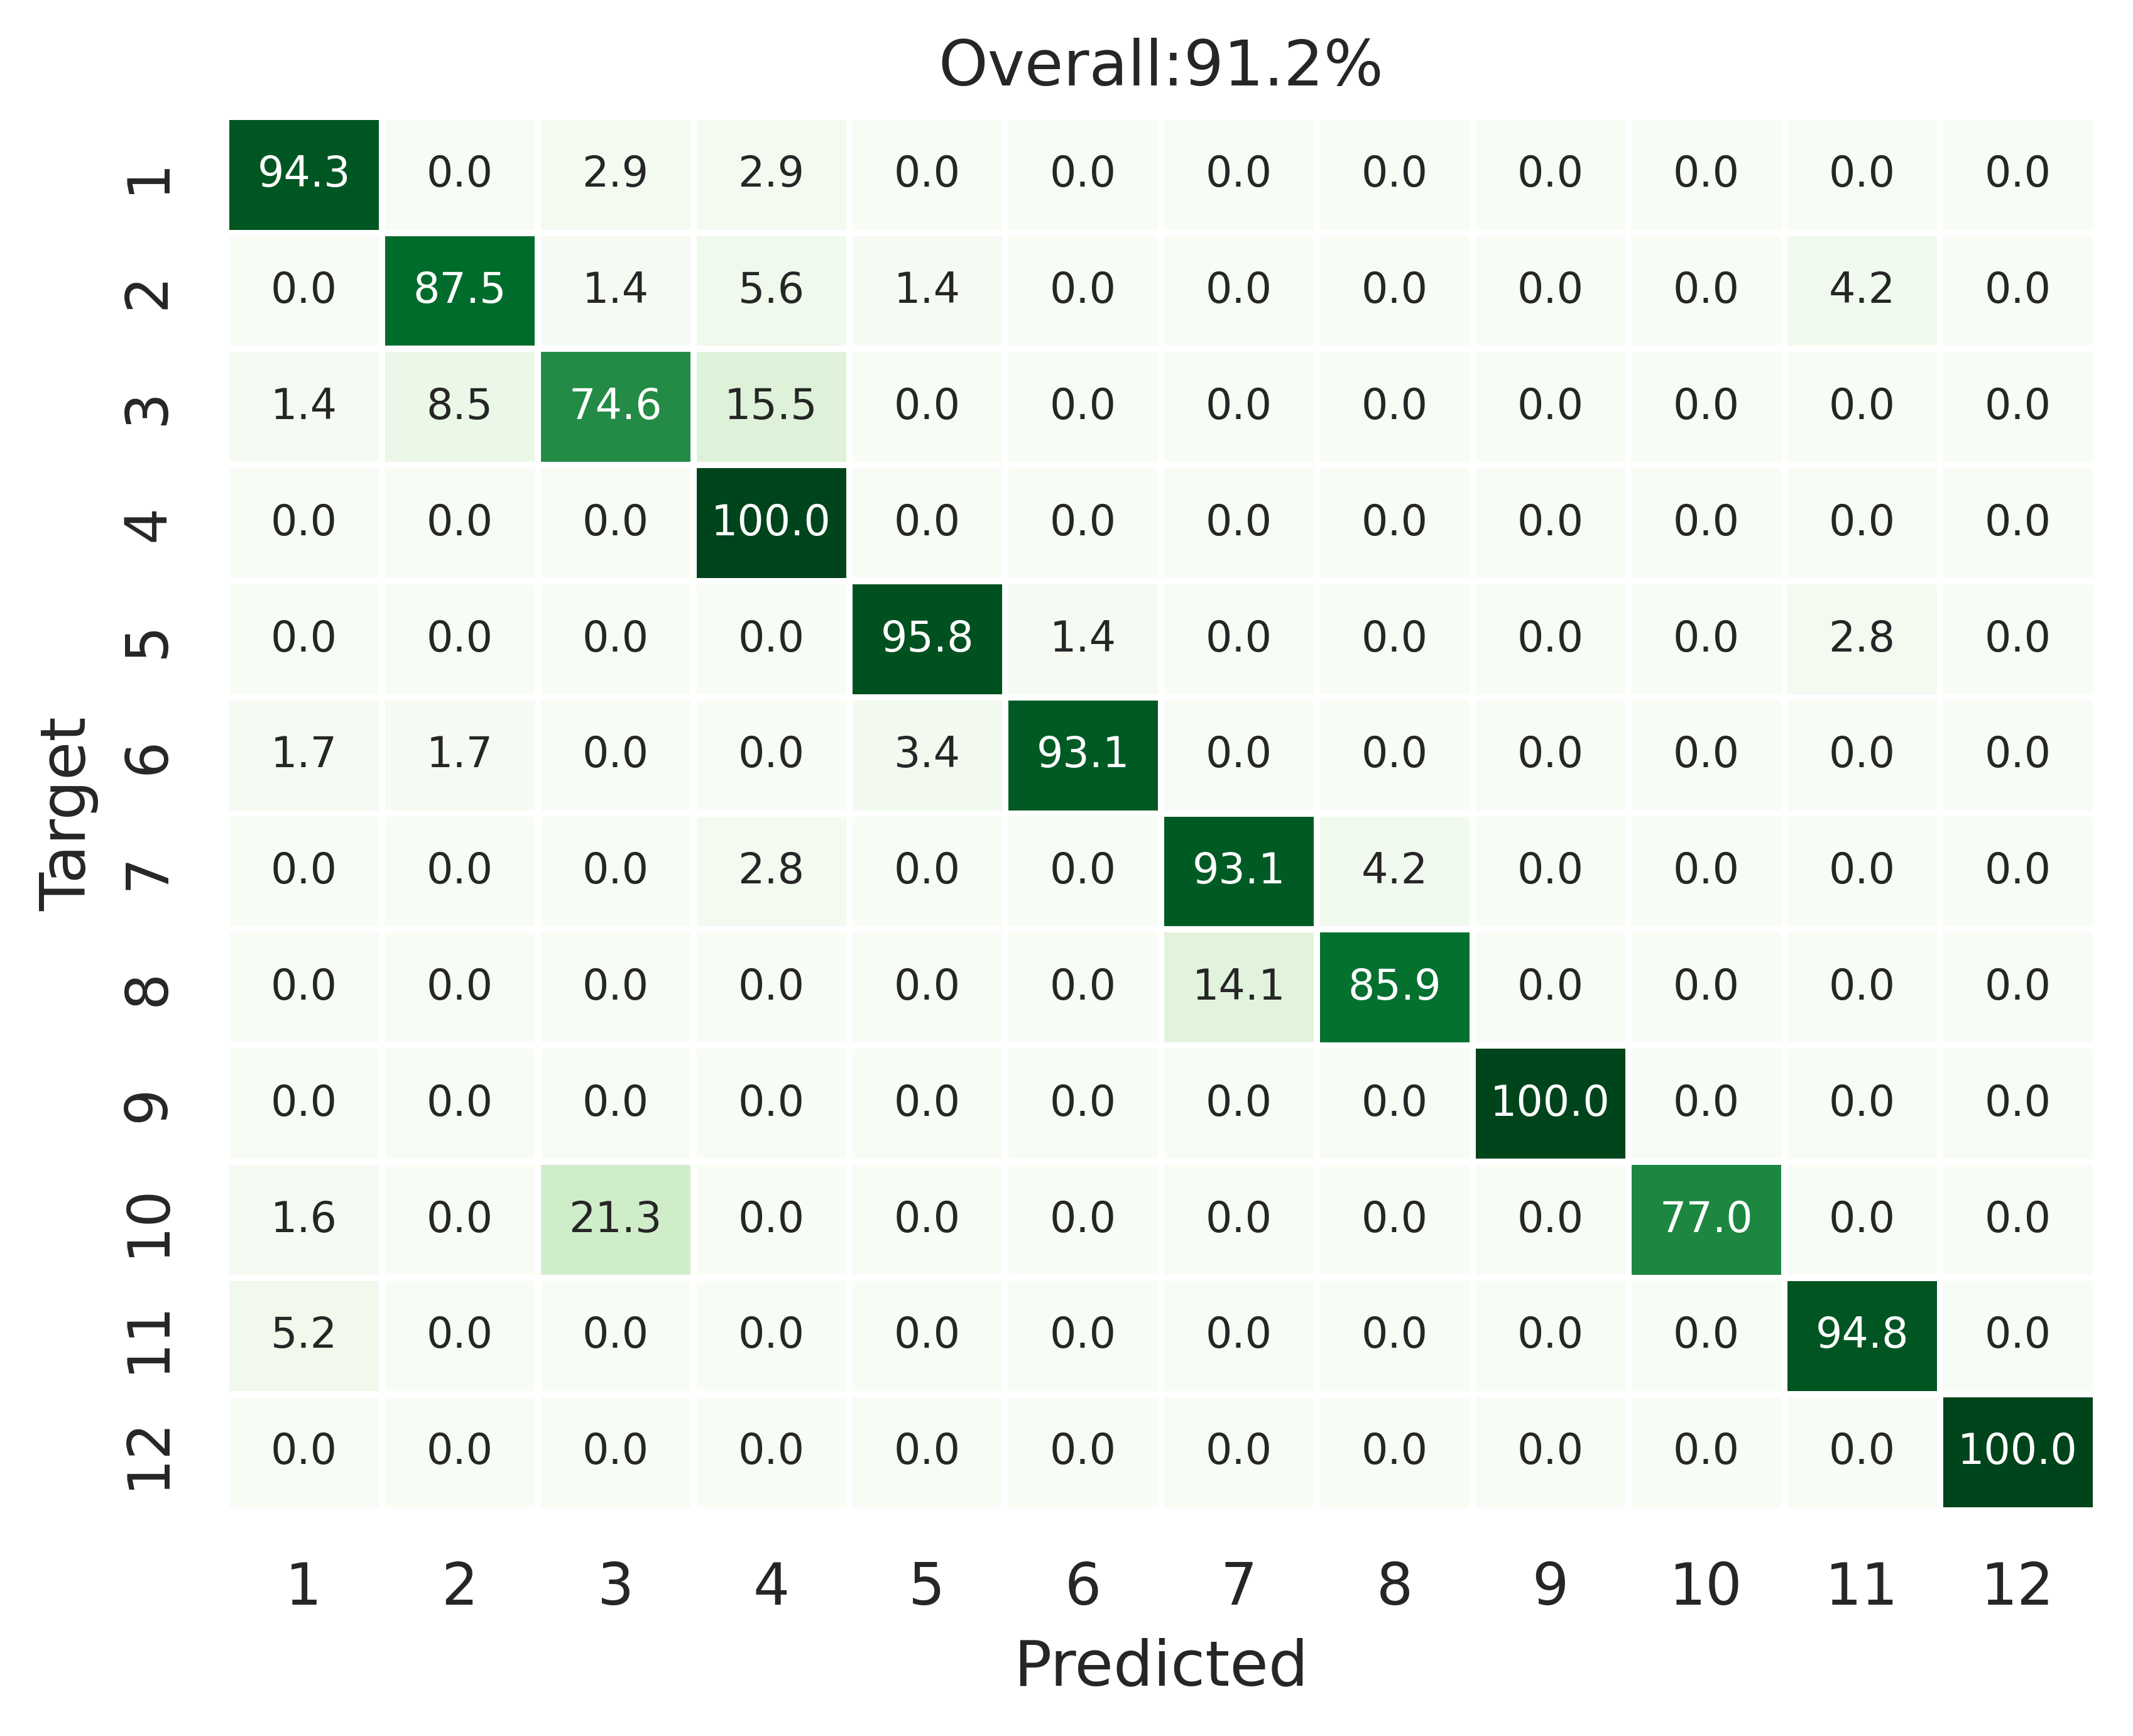 Overall:91.2%
1 94.3 0.0 2.9 2.9 0.0 0.0 0.0 0.0 0.0 0.0 0.0 0.0
2 0.0 87.5 1.4 5.6 1.4 0.0 0.0 0.0 0.0 0.0 4.2 0.0
3 1.4 8.5 74.6 15.5 0.0 0.0 0.0 0.0 0.0 0.0 0.0 0.0
4 0.0 0.0 0.0 100.0 0.0 0.0 0.0 0.0 0.0 0.0 0.0 0.0
5 0.0 0.0 0.0 0.0 95.8 1.4 0.0 0.0 0.0 0.0 2.8 0.0
6 1.7 1.7 0.0 0.0 3.4 93.1 0.0 0.0 0.0 0.0 0.0 0.0
7 0.0 0.0 0.0 2.8 0.0 0.0 93.1 4.2 0.0 0.0 0.0 0.0
8 0.0 0.0 0.0 0.0 0.0 0.0 14.1 85.9 0.0 0.0 0.0 0.0
9 0.0 0.0 0.0 0.0 0.0 0.0 0.0 0.0 100.0 0.0 0.0 0.0
10 1.6 0.0 21.3 0.0 0.0 0.0 0.0 0.0 0.0 77.0 0.0 0.0
11 5.2 0.0 0.0 0.0 0.0 0.0 0.0 0.0 0.0 0.0 94.8 0.0
12 0.0 0.0 0.0 0.0 0.0 0.0 0.0 0.0 0.0 0.0 0.0 100.0
Target
1 2 3 4 5 6 7 8 9 10 11 12
Predicted